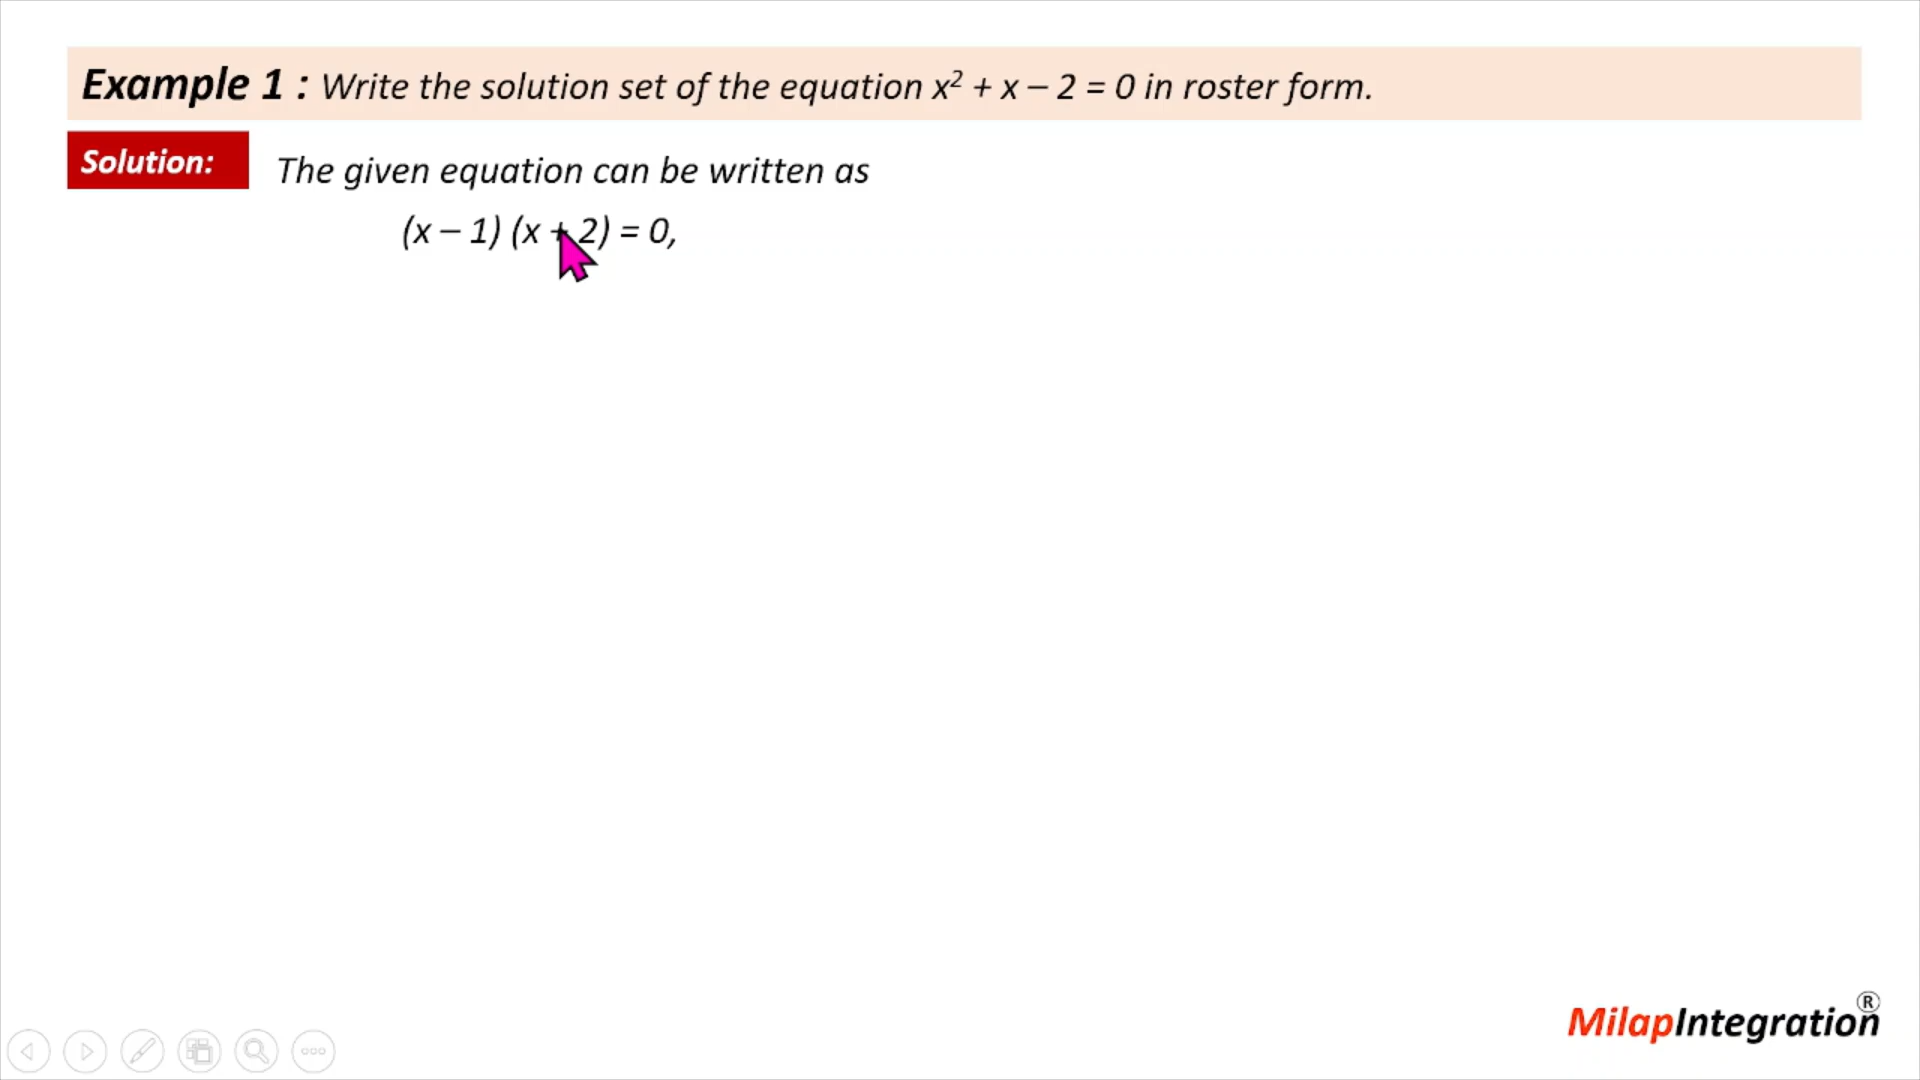 Example 1 : Write the solution set of the equation x² + x – 2 = 0 in roster form.
Solution:
The given equation can be written as
(x – 1) (x + 2) = 0,
MilapIntegration®